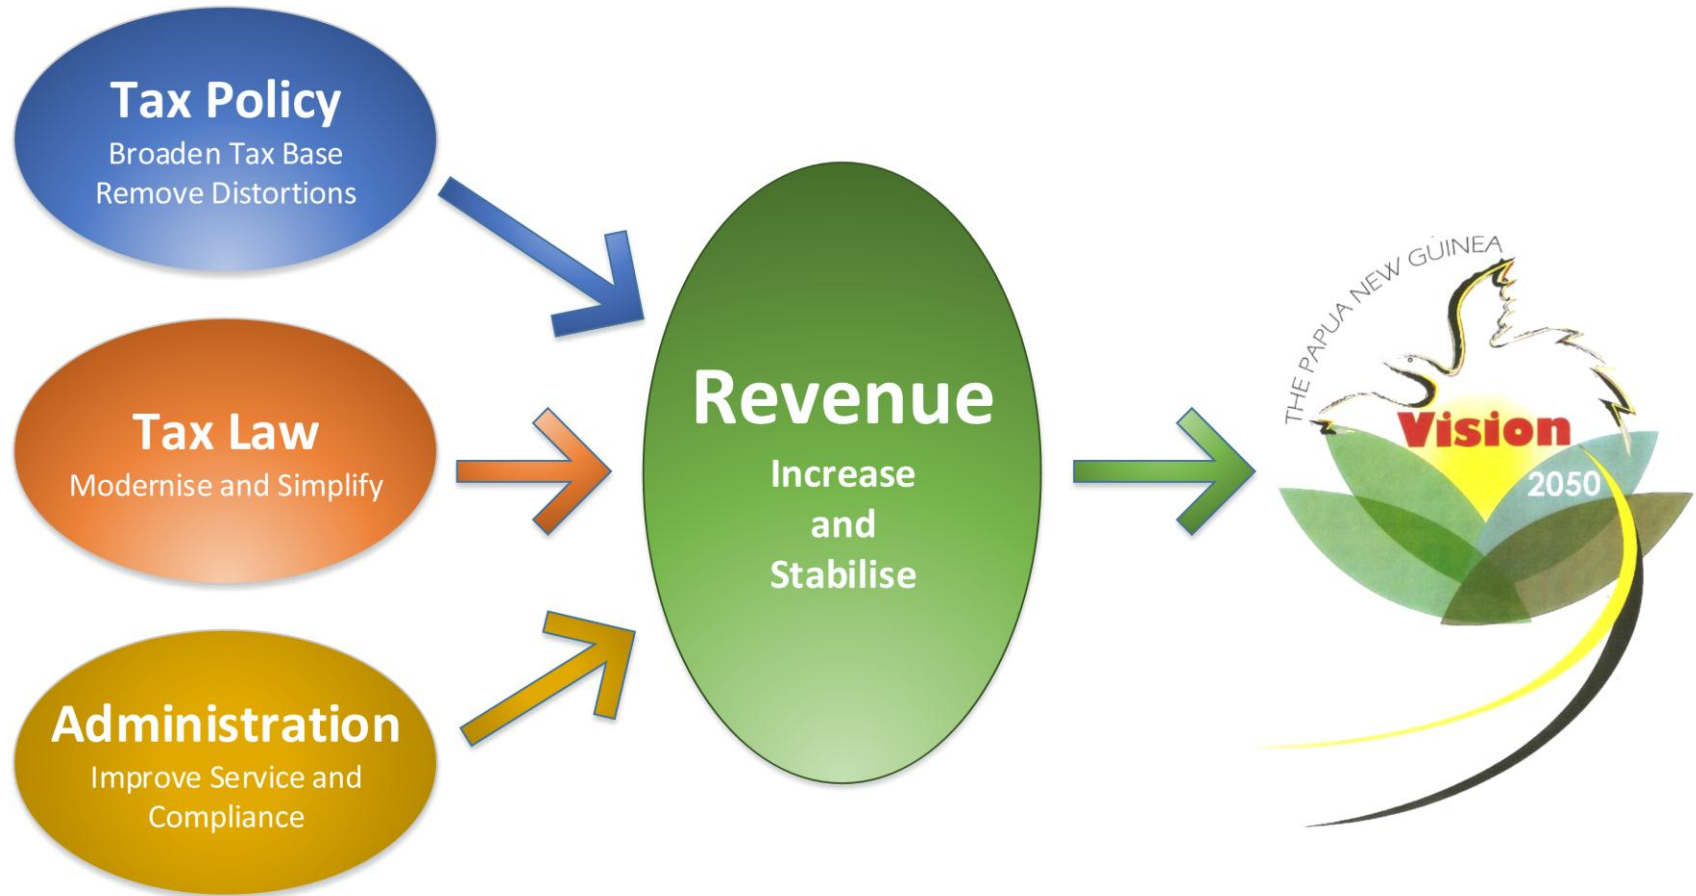 Tax Policy
Broaden Tax Base
Remove Distortions
Tax Law
Modernise and Simplify
Administration
Improve Service and
Compliance
Revenue
Increase
and
Stabilise
THE PAPUA NEW GUINEA
Vision
2050